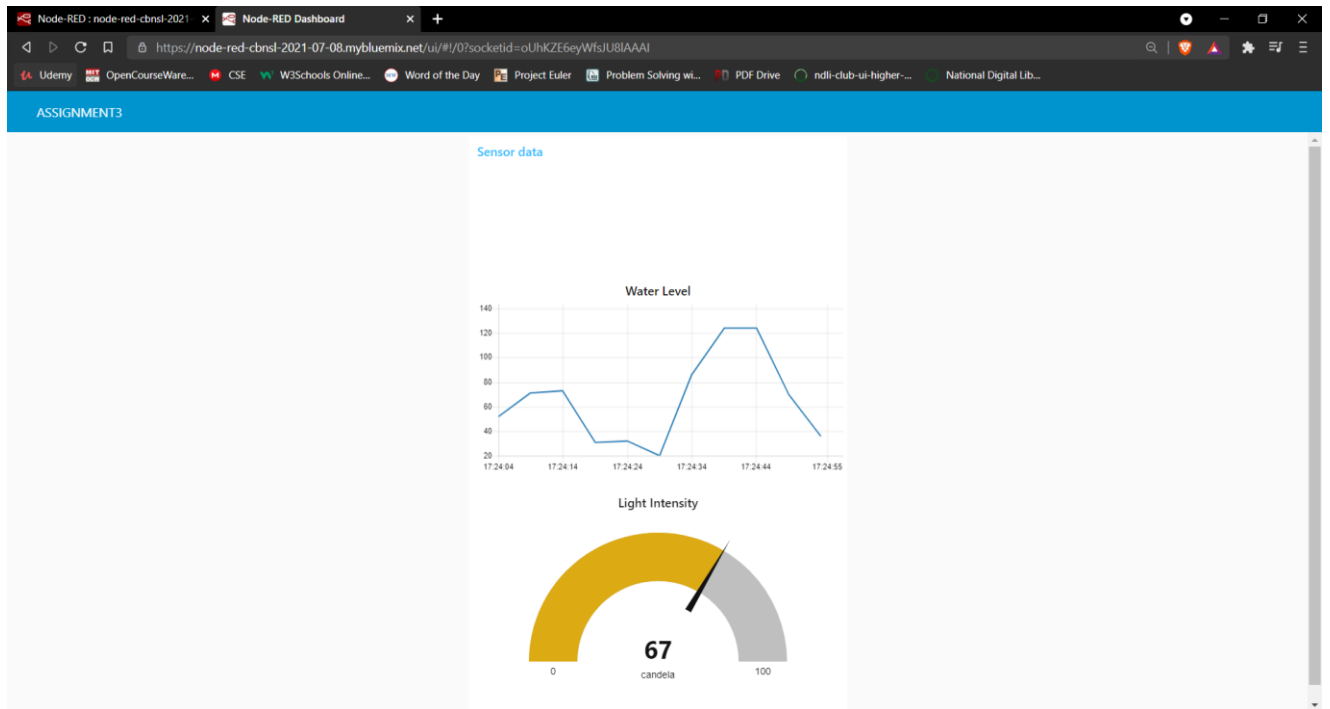 Node-RED : node-red-cbnsl-2021-
Node-RED Dashboard
https://node-red-cbnsl-2021-07-08.mybluemix.net/ui/#!/0?socketid=oUhKZE6eyWfsJU8lAAAI
Udemy OpenCourseWare... CSE W3Schools Online... Word of the Day Project Euler Problem Solving wi... PDF Drive ndli-club-ui-higher-... National Digital Lib...
ASSIGNMENT3
Sensor data
Water Level
140
120
100
80
60
40
20
17:24:04 17:24:14 17:24:24 17:24:34 17:24:44 17:24:55
Light Intensity
67
0 candela 100